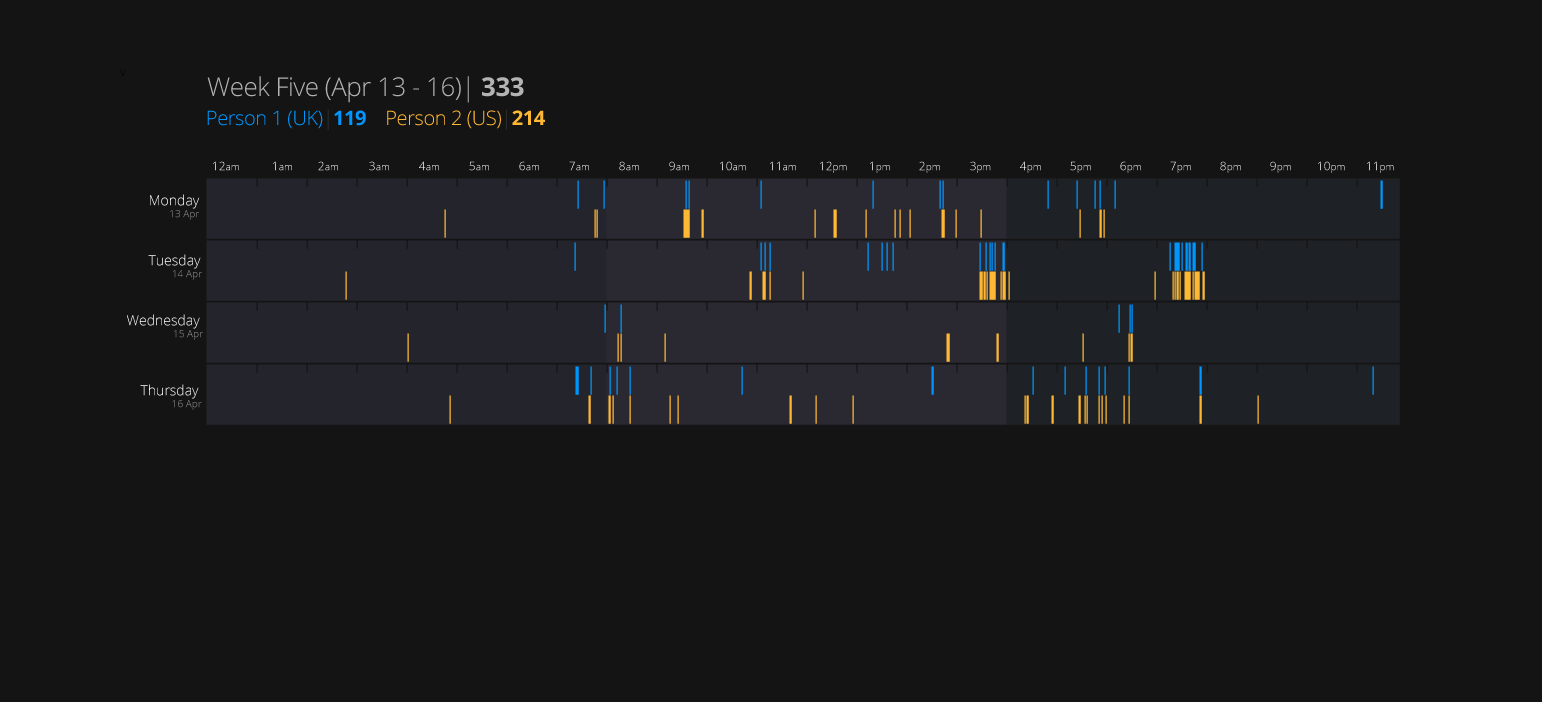 Week Five (Apr 13 - 16)| 333
Person 1 (UK) | 119 Person 2 (US) | 214
12am 1am 2am 3am 4am 5am 6am 7am 8am 9am 10am 11am 12pm 1pm 2pm 3pm 4pm 5pm 6pm 7pm 8pm 9pm 10pm 11pm
Monday
13 Apr
Tuesday
14 Apr
Wednesday
15 Apr
Thursday
16 Apr